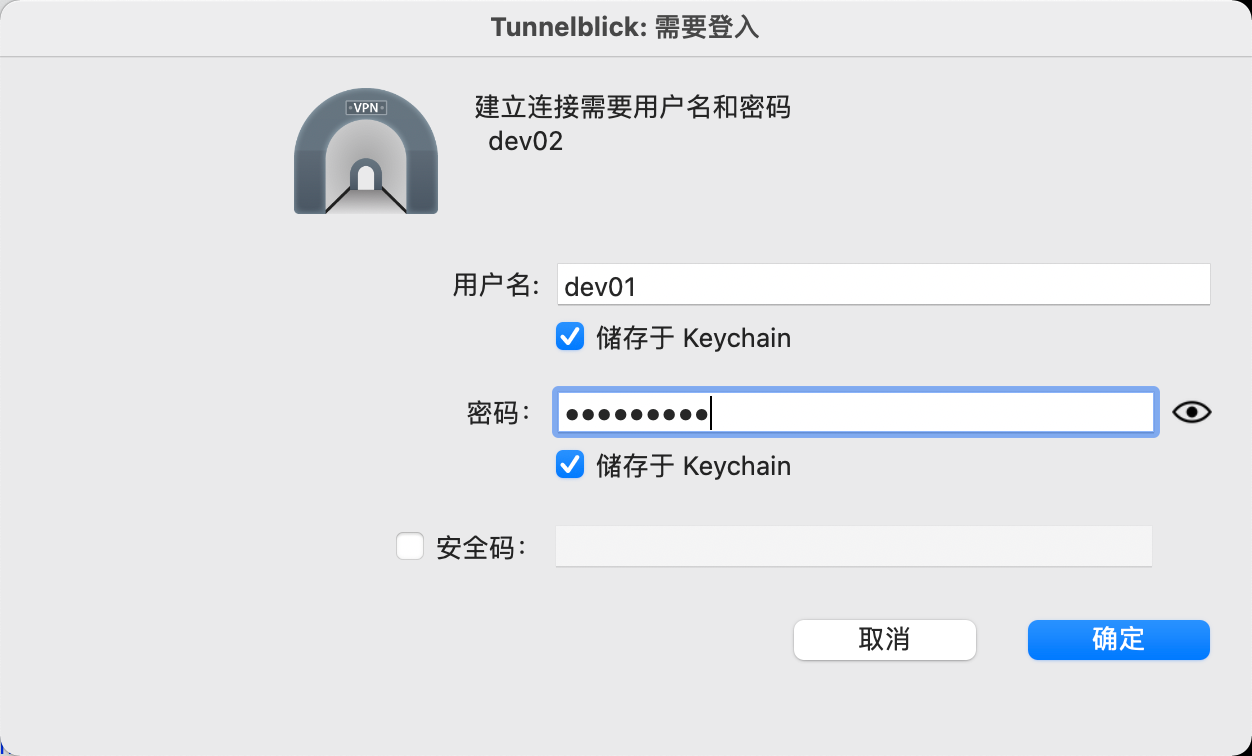 Tunnelblick: 需要登入
VPN
建立连接需要用户名和密码
dev02
用户名: dev01
储存于 Keychain
密码: •••••••••
储存于 Keychain
安全码:
取消 确定